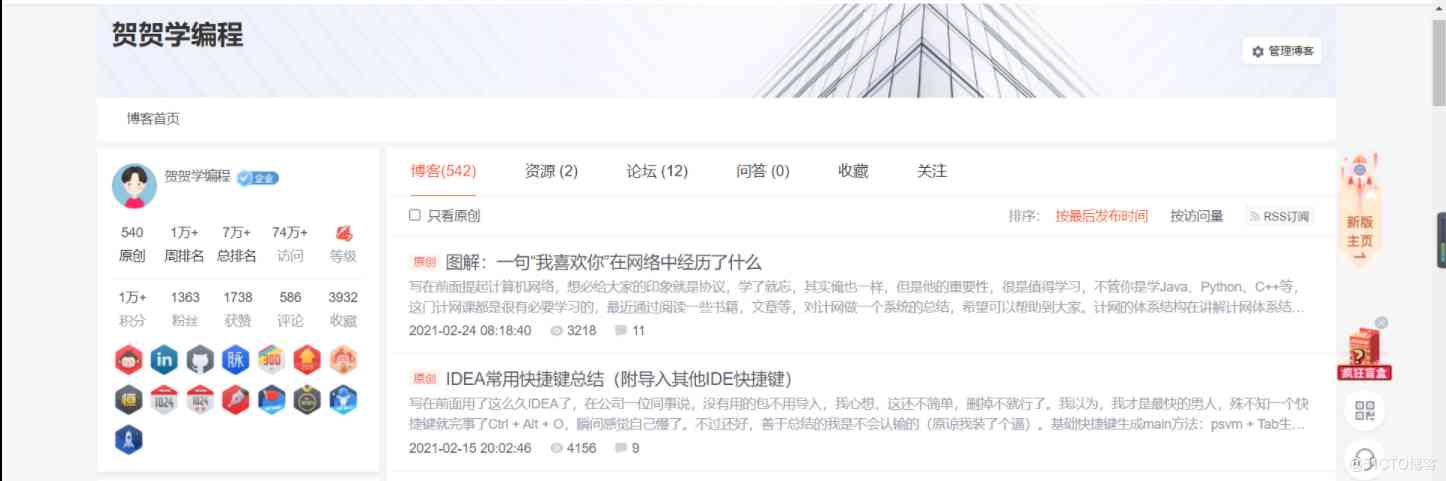 贺贺学编程
管理博客
博客首页
贺贺学编程 企业
540 1万+ 7万+ 74万+
原创 周排名 总排名 访问 等级
1万+ 1363 1738 586 3932
积分 粉丝 获赞 评论 收藏
in 脉 300
1024 1024
博客(542) 资源 (2) 论坛 (12) 问答 (0) 收藏 关注
只看原创 排序： 按最后发布时间 按访问量 RSS订阅
原创 图解：一句“我喜欢你”在网络中经历了什么
写在前面提起计算机网络，想必给大家的印象就是协议，学了就忘，其实俺也一样，但是他的重要性，很是值得学习，不管你是学Java、Python、C++等，
这门计网课都是很有必要学习的，最近通过阅读一些书籍，文章等，对计网做一个系统的总结，希望可以帮助到大家。计网的体系结构在讲解计网体系结…
2021-02-24 08:18:40 3218 11
原创 IDEA常用快捷键总结（附导入其他IDE快捷键）
写在前面用了这么久IDEA了，在公司一位同事说，没有用的包不用导入，我心想，这还不简单，删掉不就行了。我以为，我才是最快的男人，殊不知一个快
捷键就完事了Ctrl + Alt + O，瞬间感觉自己慢了。不过还好，善于总结的我是不会认输的（原谅我装了个逼）。基础快捷键生成main方法：psvm + Tab生…
2021-02-15 20:02:46 4156 9
新版
主页
疯狂盲盒
@51CTO博客